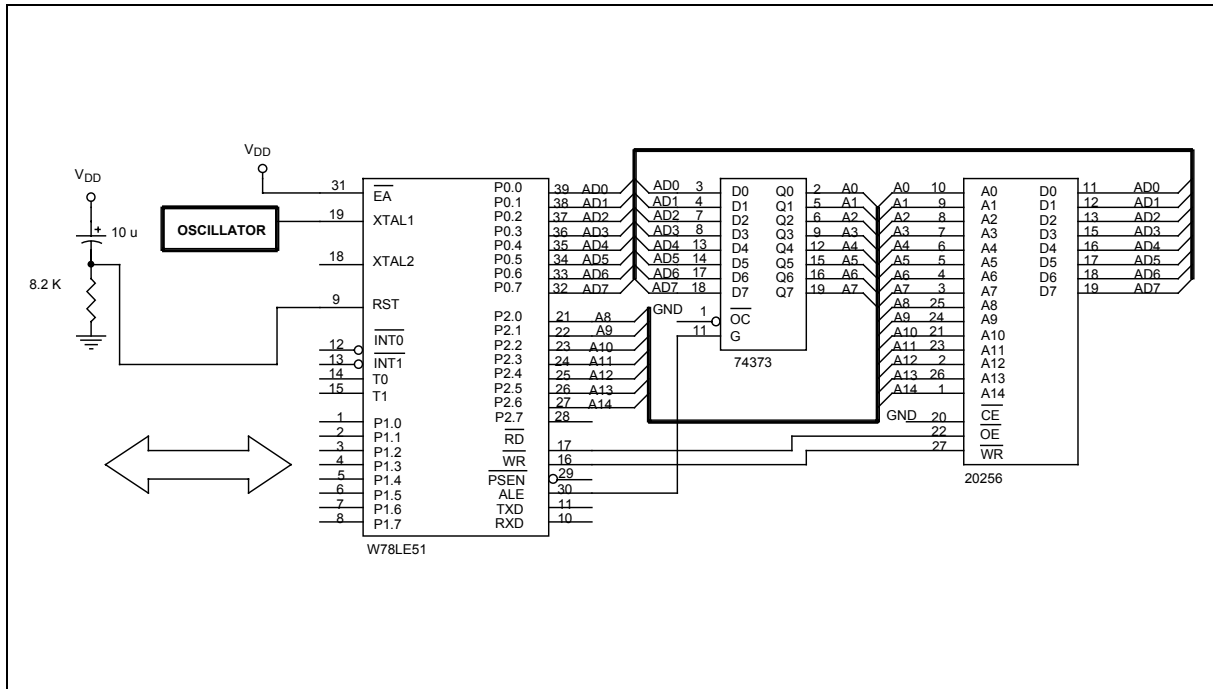 VDD
VDD
10 u
8.2 K
OSCILLATOR
31 EA
19 XTAL1
18 XTAL2
9 RST
12 INT0
13 INT1
14 T0
15 T1
1 P1.0
2 P1.1
3 P1.2
4 P1.3
5 P1.4
6 P1.5
7 P1.6
8 P1.7
P0.0 39 AD0
P0.1 38 AD1
P0.2 37 AD2
P0.3 36 AD3
P0.4 35 AD4
P0.5 34 AD5
P0.6 33 AD6
P0.7 32 AD7
P2.0 21 A8
P2.1 22 A9
P2.2 23 A10
P2.3 24 A11
P2.4 25 A12
P2.5 26 A13
P2.6 27 A14
P2.7 28
RD 17
WR 16
PSEN 29
ALE 30
TXD 11
RXD 10
W78LE51
AD0 3 D0 Q0 2 A0
AD1 4 D1 Q1 5 A1
AD2 7 D2 Q2 6 A2
AD3 8 D3 Q3 9 A3
AD4 13 D4 Q4 12 A4
AD5 14 D5 Q5 15 A5
AD6 17 D6 Q6 16 A6
AD7 18 D7 Q7 19 A7
GND 1 OC
11 G
74373
A0 10 A0 D0 11 AD0
A1 9 A1 D1 12 AD1
A2 8 A2 D2 13 AD2
A3 7 A3 D3 15 AD3
A4 6 A4 D4 16 AD4
A5 5 A5 D5 17 AD5
A6 4 A6 D6 18 AD6
A7 3 A7 D7 19 AD7
A8 25 A8
A9 24 A9
A10 21 A10
A11 23 A11
A12 2 A12
A13 26 A13
A14 1 A14
GND 20 CE
22 OE
27 WR
20256